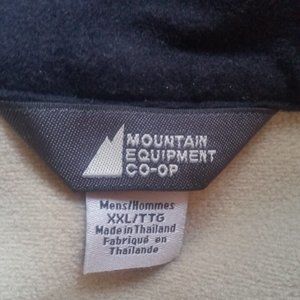 MOUNTAIN
EQUIPMENT
CO-OP
Mens/Hommes
XXL/TTG
Made in Thailand
Fabriqué en
Thaïlande